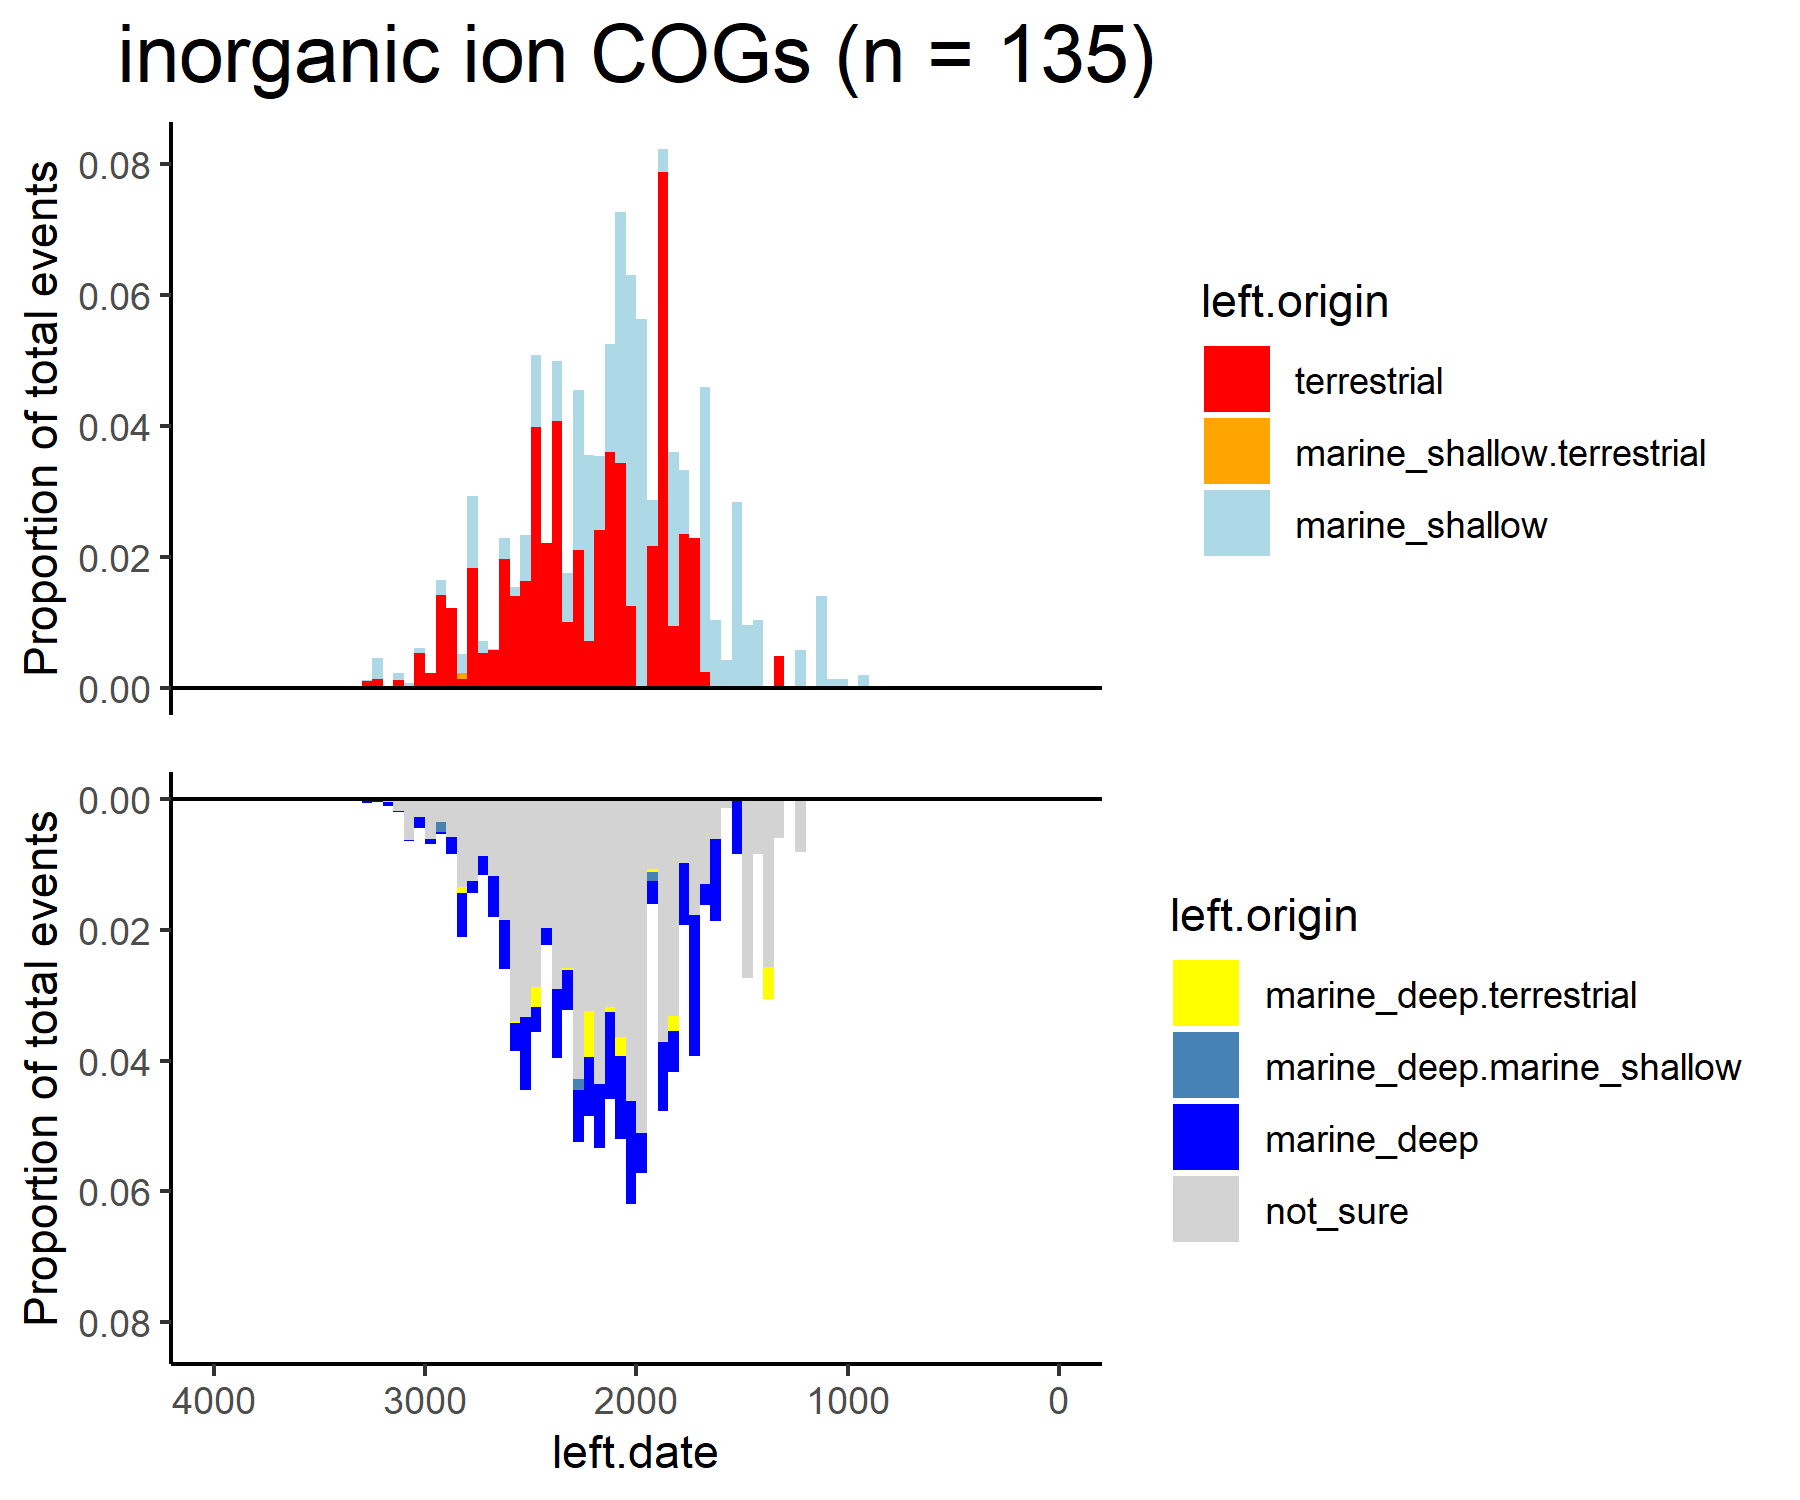 inorganic ion COGs (n = 135)
Proportion of total events
0.08
0.06
0.04
0.02
0.00
left.origin
terrestrial
marine_shallow.terrestrial
marine_shallow
Proportion of total events
0.00
0.02
0.04
0.06
0.08
4000 3000 2000 1000 0
left.date
left.origin
marine_deep.terrestrial
marine_deep.marine_shallow
marine_deep
not_sure